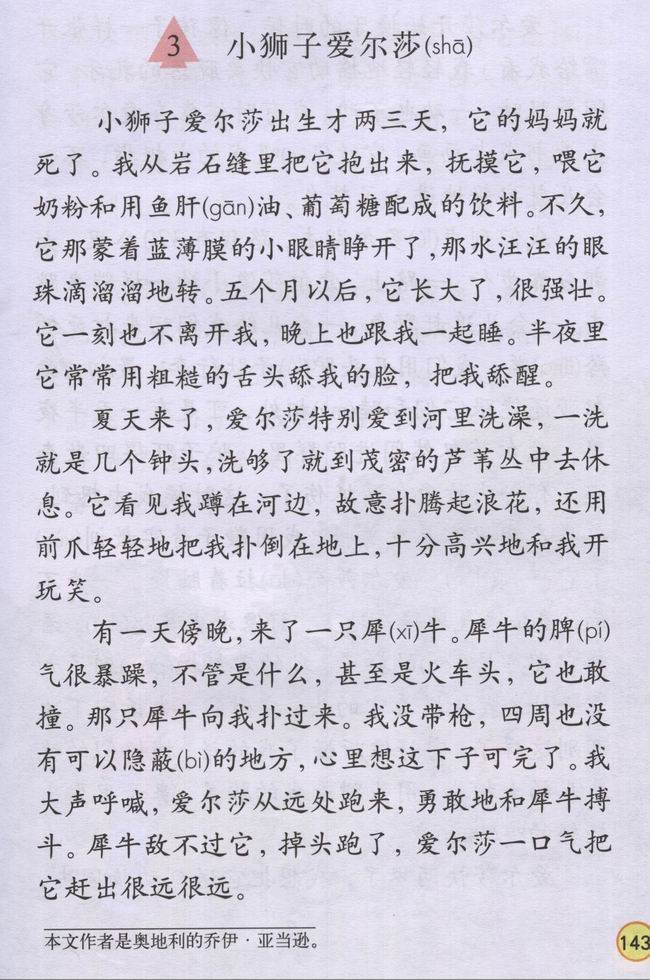 3 小狮子爱尔莎(shā)
小狮子爱尔莎出生才两三天，它的妈妈就
死了。我从岩石缝里把它抱出来，抚摸它，喂它
奶粉和用鱼肝(gān)油、葡萄糖配成的饮料。不久，
它那蒙着蓝薄膜的小眼睛睁开了，那水汪汪的眼
珠滴溜溜地转。五个月以后，它长大了，很强壮。
它一刻也不离开我，晚上也跟我一起睡。半夜里
它常常用粗糙的舌头舔我的脸，把我舔醒。
夏天来了，爱尔莎特别爱到河里洗澡，一洗
就是几个钟头，洗够了就到茂密的芦苇丛中去休
息。它看见我蹲在河边，故意扑腾起浪花，还用
前爪轻轻地把我扑倒在地上，十分高兴地和我开
玩笑。
有一天傍晚，来了一只犀(xī)牛。犀牛的脾(pí)
气很暴躁，不管是什么，甚至是火车头，它也敢
撞。那只犀牛向我扑过来。我没带枪，四周也没
有可以隐蔽(bì)的地方，心里想这下子可完了。我
大声呼喊，爱尔莎从远处跑来，勇敢地和犀牛搏
斗。犀牛敌不过它，掉头跑了，爱尔莎一口气把
它赶出很远很远。
本文作者是奥地利的乔伊·亚当逊。
143